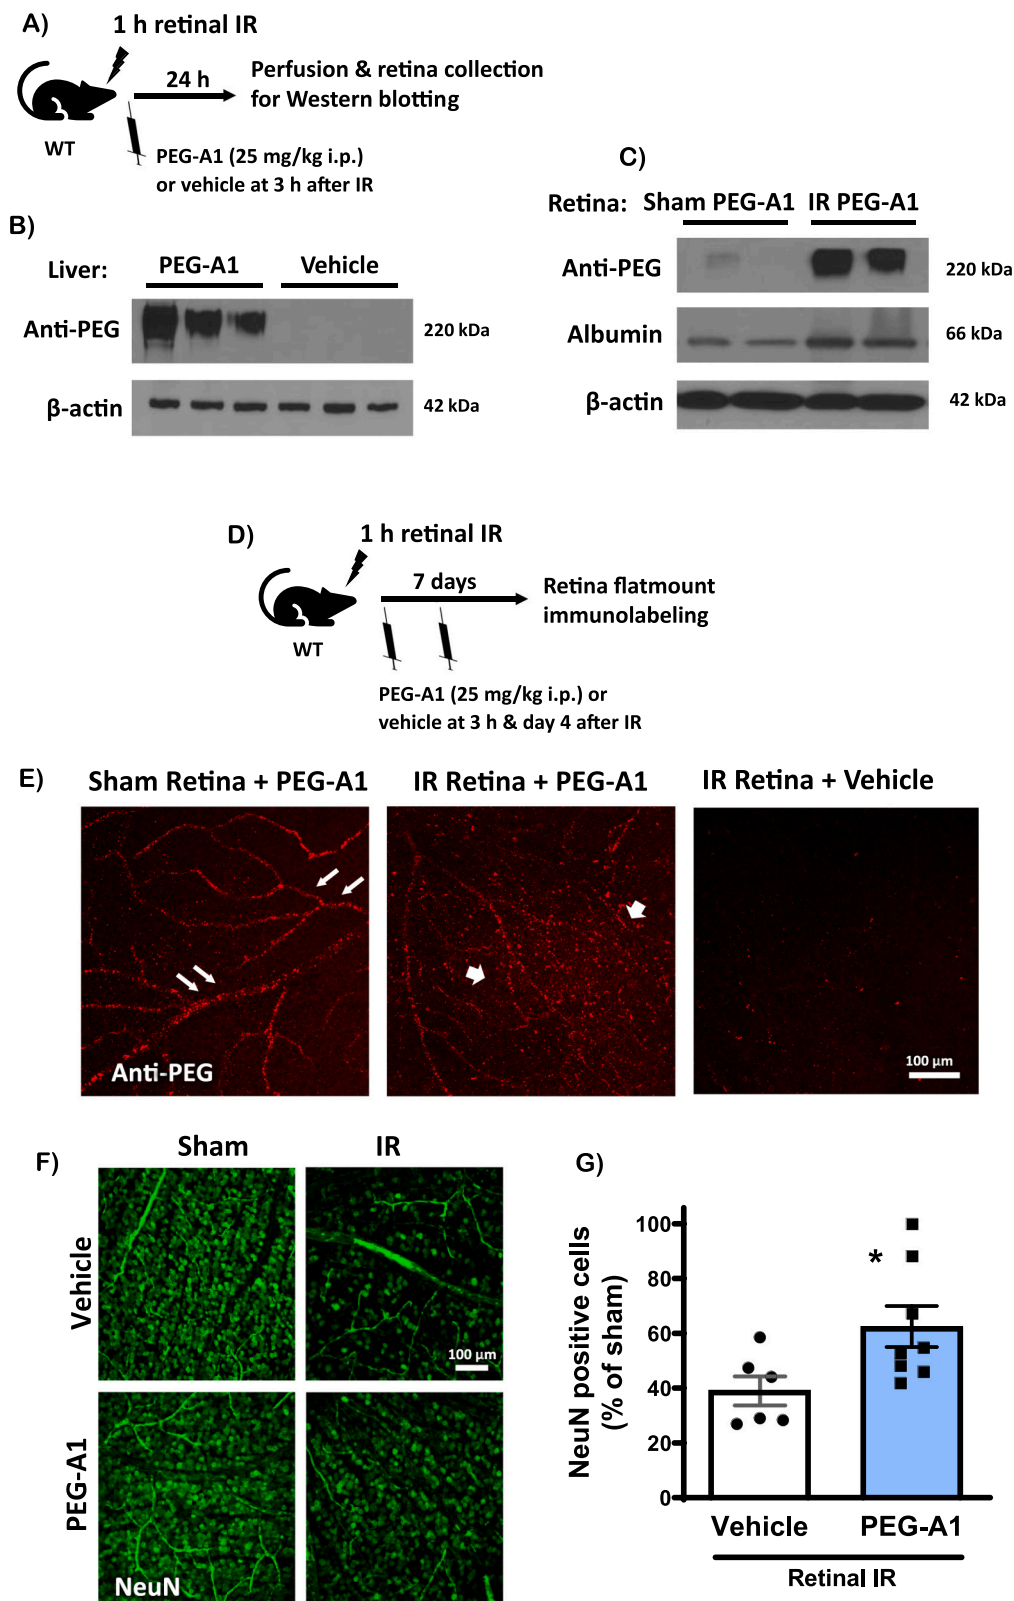 A)
1 h retinal IR
24 h
Perfusion & retina collection
for Western blotting
WT
PEG-A1 (25 mg/kg i.p.)
or vehicle at 3 h after IR
B)
Liver:
PEG-A1
Vehicle
Anti-PEG
220 kDa
β-actin
42 kDa
C)
Retina:
Sham PEG-A1
IR PEG-A1
Anti-PEG
220 kDa
Albumin
66 kDa
β-actin
42 kDa
D)
1 h retinal IR
7 days
Retina flatmount
immunolabeling
WT
PEG-A1 (25 mg/kg i.p.) or
vehicle at 3 h & day 4 after IR
E)
Sham Retina + PEG-A1
IR Retina + PEG-A1
IR Retina + Vehicle
Anti-PEG
100 µm
F)
Sham
IR
Vehicle
100 µm
PEG-A1
NeuN
G)
NeuN positive cells
(% of sham)
100
80
60
40
20
0
*
Vehicle
PEG-A1
Retinal IR